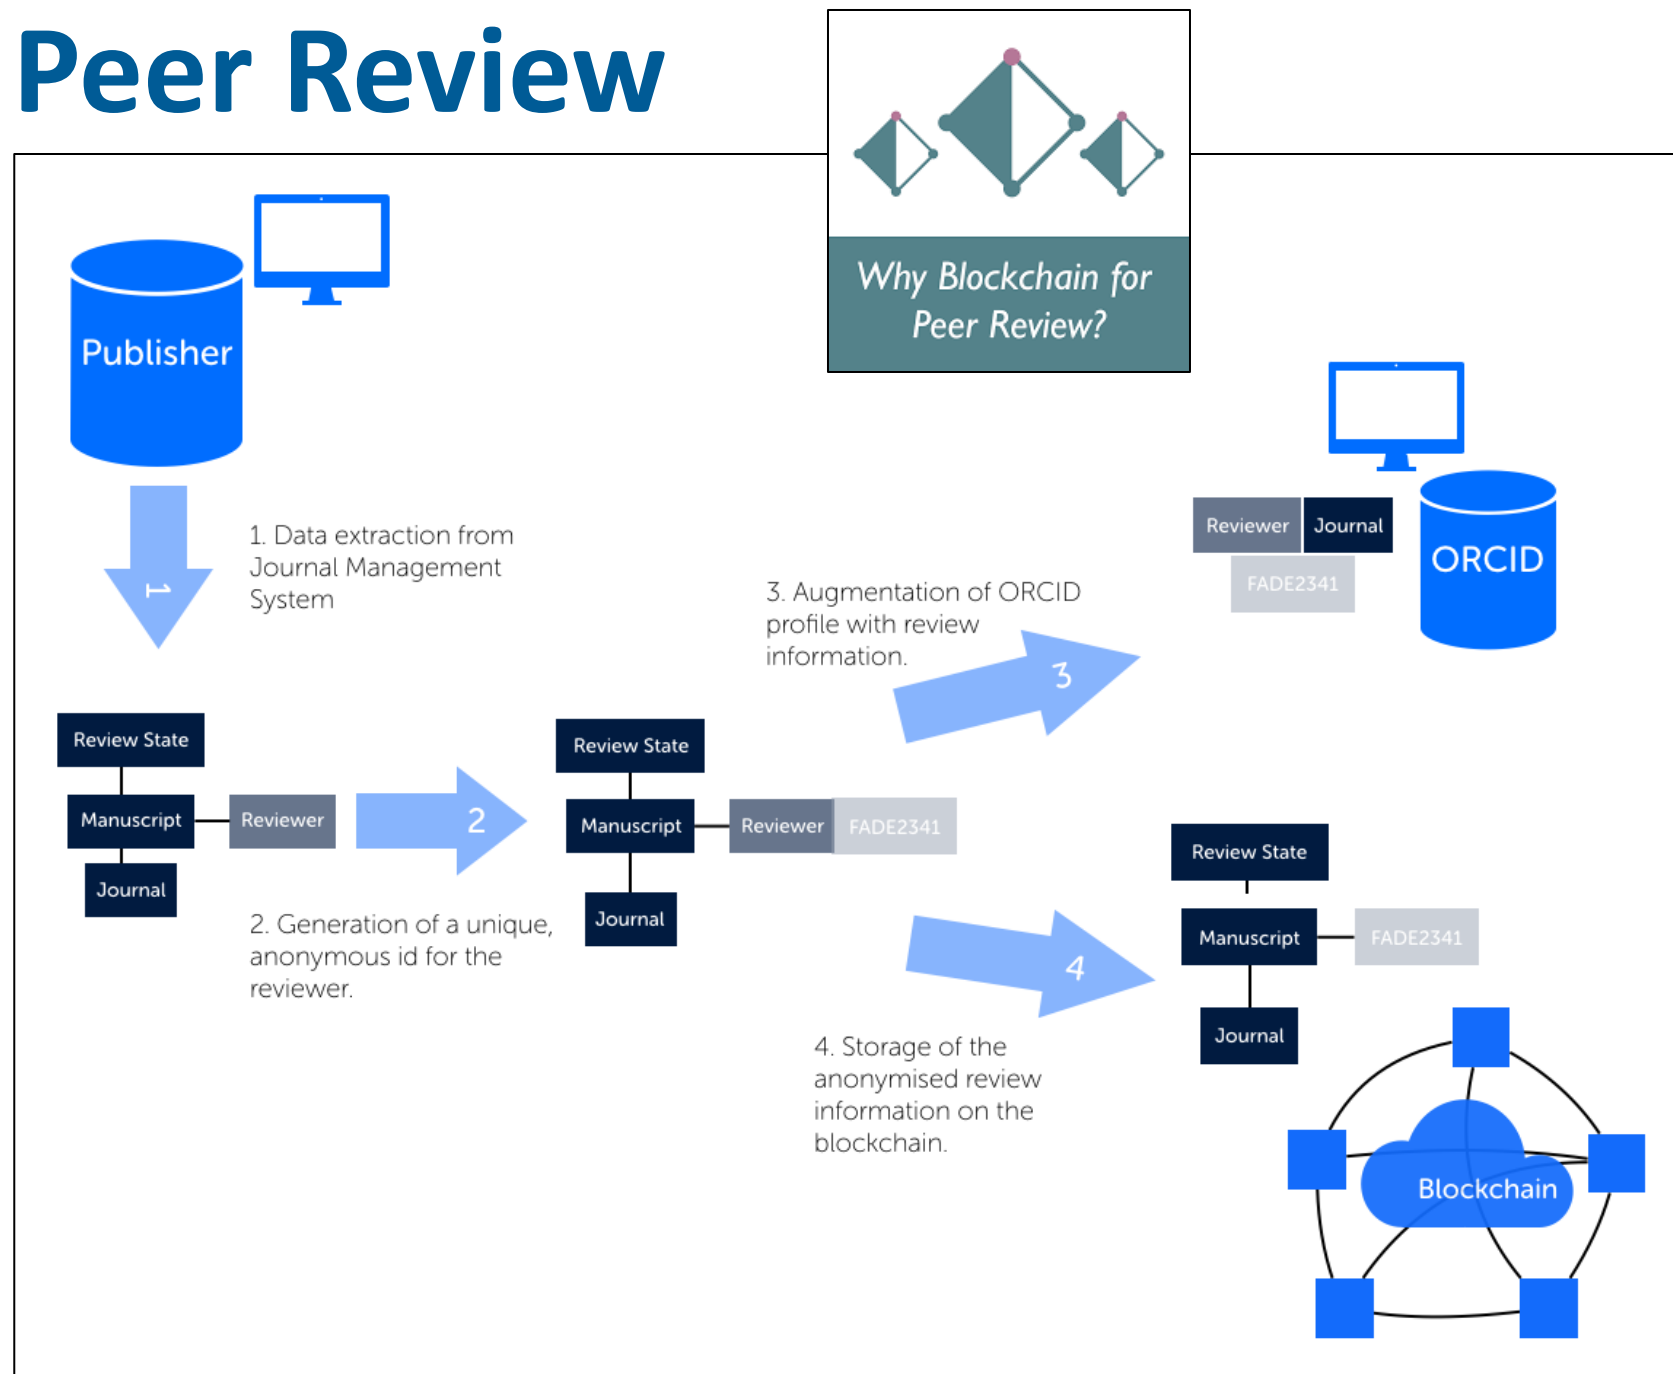 Peer Review
Why Blockchain for
Peer Review?
Publisher
1
1. Data extraction from
Journal Management
System
Review State
Manuscript
Reviewer
Journal
2
2. Generation of a unique,
anonymous id for the
reviewer.
Review State
Manuscript
Reviewer
FADE2341
Journal
3. Augmentation of ORCID
profile with review
information.
3
Reviewer
Journal
FADE2341
ORCID
4
4. Storage of the
anonymised review
information on the
blockchain.
Review State
Manuscript
FADE2341
Journal
Blockchain